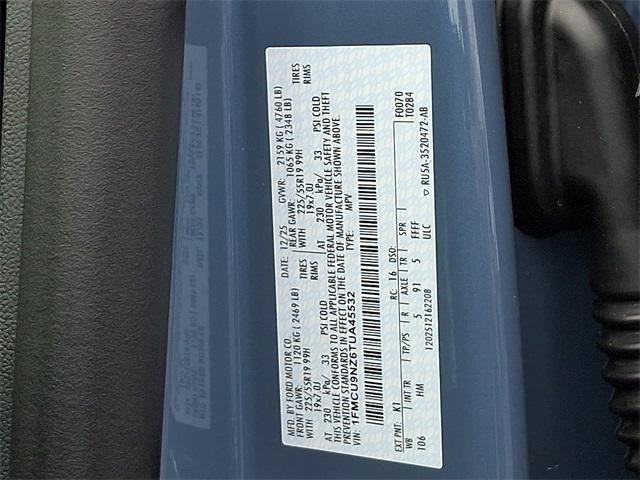 MFD. BY FORD MOTOR CO.
DATE: 12/25 GVWR: 2159 KG ( 4760 LB)
FRONT GAWR: 1120 KG ( 2469 LB) REAR GAWR: 1065 KG ( 2348 LB)
WITH 225/55R19 99H TIRES WITH 225/55R19 99H TIRES
19x7.0J RIMS 19x7.0J RIMS
AT 230 kPa/ 33 PSI COLD AT 230 kPa/ 33 PSI COLD
THIS VEHICLE CONFORMS TO ALL APPLICABLE FEDERAL MOTOR VEHICLE SAFETY AND THEFT
PREVENTION STANDARDS IN EFFECT ON THE DATE OF MANUFACTURE SHOWN ABOVE.
VIN: 1FMCU9NZ6TUA45532 TYPE: MPV
F0070
T0284
EXT PNT: K1 RC: 16 DSO:
WB INT TR TP/PS R AXLE TR SPR
106 HM 5 91 5 FFFF
ULC
1202512162208
▽ RU5A-3520472-AB